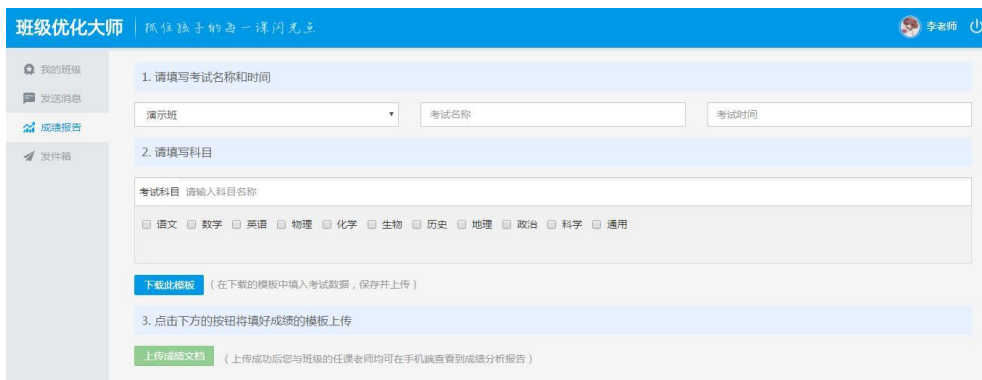 班级优化大师 抓住孩子的每一课闪光点 李老师
我的班级
发送消息
成绩报告
发件箱
1. 请填写考试名称和时间
演示班 考试名称 考试时间
2. 请填写科目
考试科目 请输入科目名称
语文 数学 英语 物理 化学 生物 历史 地理 政治 科学 通用
下载此模板 （在下载的模板中填入考试数据，保存并上传）
3. 点击下方的按钮将填好成绩的模板上传
上传成绩文档 （上传成功后您与班级的任课老师均可在手机端查看到成绩分析报告）